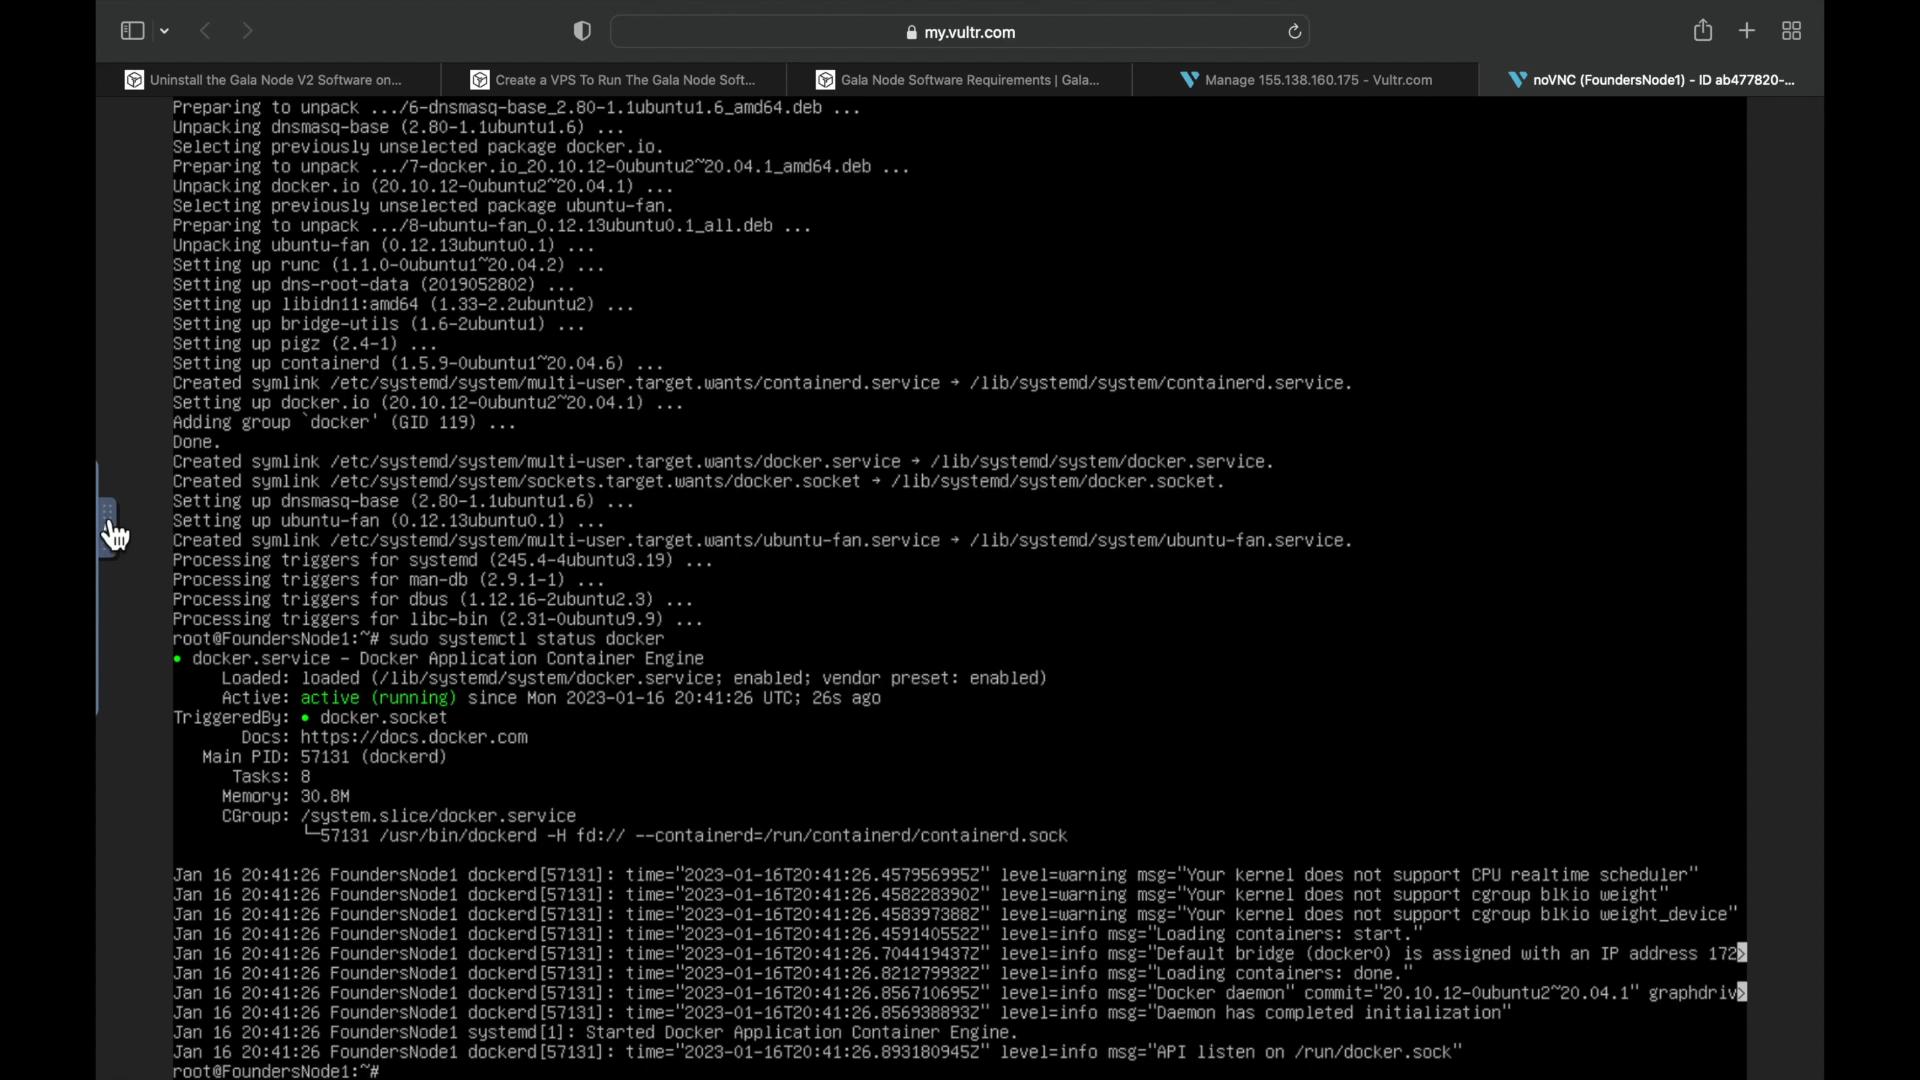 my.vultr.com
Uninstall the Gala Node V2 Software on...
Create a VPS To Run The Gala Node Soft...
Gala Node Software Requirements | Gala...
Manage 155.138.160.175 - Vultr.com
noVNC (FoundersNode1) - ID ab477820-...
Preparing to unpack .../6-dnsmasq-base_2.80-1.1ubuntu1.6_amd64.deb ...
Unpacking dnsmasq-base (2.80-1.1ubuntu1.6) ...
Selecting previously unselected package docker.io.
Preparing to unpack .../7-docker.io_20.10.12-0ubuntu2~20.04.1_amd64.deb ...
Unpacking docker.io (20.10.12-0ubuntu2~20.04.1) ...
Selecting previously unselected package ubuntu-fan.
Preparing to unpack .../8-ubuntu-fan_0.12.13ubuntu0.1_all.deb ...
Unpacking ubuntu-fan (0.12.13ubuntu0.1) ...
Setting up runc (1.1.0-0ubuntu1~20.04.2) ...
Setting up dns-root-data (2019052802) ...
Setting up libidn11:amd64 (1.33-2.2ubuntu2) ...
Setting up bridge-utils (1.6-2ubuntu1) ...
Setting up pigz (2.4-1) ...
Setting up containerd (1.5.9-0ubuntu1~20.04.6) ...
Created symlink /etc/systemd/system/multi-user.target.wants/containerd.service → /lib/systemd/system/containerd.service.
Setting up docker.io (20.10.12-0ubuntu2~20.04.1) ...
Adding group `docker' (GID 119) ...
Done.
Created symlink /etc/systemd/system/multi-user.target.wants/docker.service → /lib/systemd/system/docker.service.
Created symlink /etc/systemd/system/sockets.target.wants/docker.socket → /lib/systemd/system/docker.socket.
Setting up dnsmasq-base (2.80-1.1ubuntu1.6) ...
Setting up ubuntu-fan (0.12.13ubuntu0.1) ...
Created symlink /etc/systemd/system/multi-user.target.wants/ubuntu-fan.service → /lib/systemd/system/ubuntu-fan.service.
Processing triggers for systemd (245.4-4ubuntu3.19) ...
Processing triggers for man-db (2.9.1-1) ...
Processing triggers for dbus (1.12.16-2ubuntu2.3) ...
Processing triggers for libc-bin (2.31-0ubuntu9.9) ...
root@FoundersNode1:~# sudo systemctl status docker
● docker.service - Docker Application Container Engine
Loaded: loaded (/lib/systemd/system/docker.service; enabled; vendor preset: enabled)
Active: active (running) since Mon 2023-01-16 20:41:26 UTC; 26s ago
TriggeredBy: ● docker.socket
Docs: https://docs.docker.com
Main PID: 57131 (dockerd)
Tasks: 8
Memory: 30.8M
CGroup: /system.slice/docker.service
└─57131 /usr/bin/dockerd -H fd:// --containerd=/run/containerd/containerd.sock
Jan 16 20:41:26 FoundersNode1 dockerd[57131]: time="2023-01-16T20:41:26.457956995Z" level=warning msg="Your kernel does not support CPU realtime scheduler"
Jan 16 20:41:26 FoundersNode1 dockerd[57131]: time="2023-01-16T20:41:26.458228390Z" level=warning msg="Your kernel does not support cgroup blkio weight"
Jan 16 20:41:26 FoundersNode1 dockerd[57131]: time="2023-01-16T20:41:26.458397388Z" level=warning msg="Your kernel does not support cgroup blkio weight_device"
Jan 16 20:41:26 FoundersNode1 dockerd[57131]: time="2023-01-16T20:41:26.459140552Z" level=info msg="Loading containers: start."
Jan 16 20:41:26 FoundersNode1 dockerd[57131]: time="2023-01-16T20:41:26.704419437Z" level=info msg="Default bridge (docker0) is assigned with an IP address 172>
Jan 16 20:41:26 FoundersNode1 dockerd[57131]: time="2023-01-16T20:41:26.821279932Z" level=info msg="Loading containers: done."
Jan 16 20:41:26 FoundersNode1 dockerd[57131]: time="2023-01-16T20:41:26.856710695Z" level=info msg="Docker daemon" commit="20.10.12-0ubuntu2~20.04.1" graphdriv>
Jan 16 20:41:26 FoundersNode1 dockerd[57131]: time="2023-01-16T20:41:26.856938893Z" level=info msg="Daemon has completed initialization"
Jan 16 20:41:26 FoundersNode1 systemd[1]: Started Docker Application Container Engine.
Jan 16 20:41:26 FoundersNode1 dockerd[57131]: time="2023-01-16T20:41:26.893180945Z" level=info msg="API listen on /run/docker.sock"
root@FoundersNode1:~#